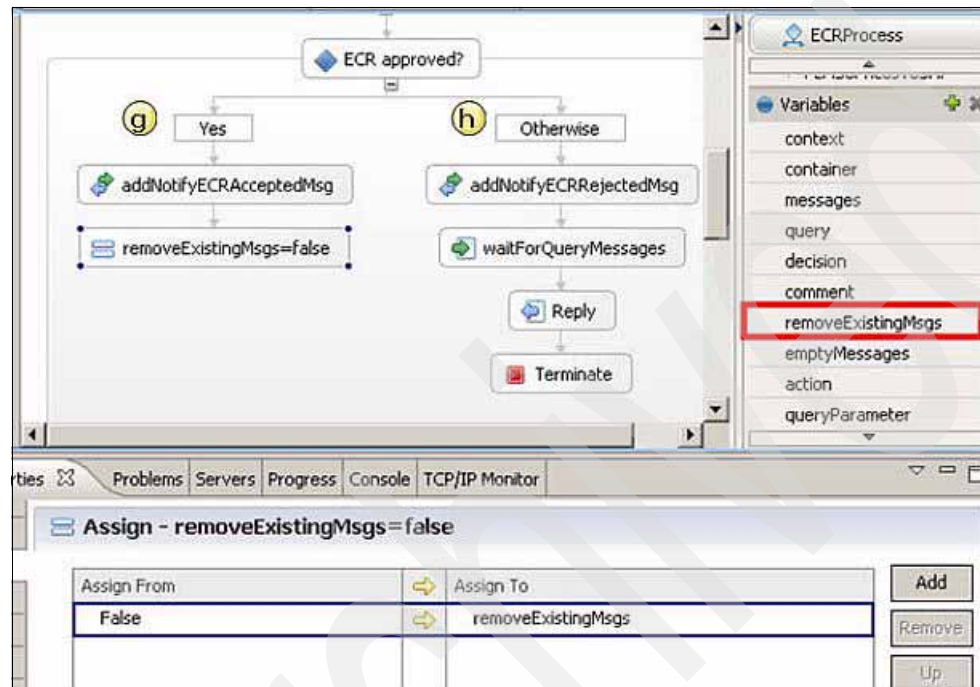 ECR approved?
g
Yes
h
Otherwise
addNotifyECRAcceptedMsg
addNotifyECRRejectedMsg
removeExistingMsgs=false
waitForQueryMessages
Reply
Terminate
ECRProcess
Variables
context
container
messages
query
decision
comment
removeExistingMsgs
emptyMessages
action
queryParameter
rties Problems Servers Progress Console TCP/IP Monitor
Assign - removeExistingMsgs=false
Assign From Assign To Add
False removeExistingMsgs
Remove
Up